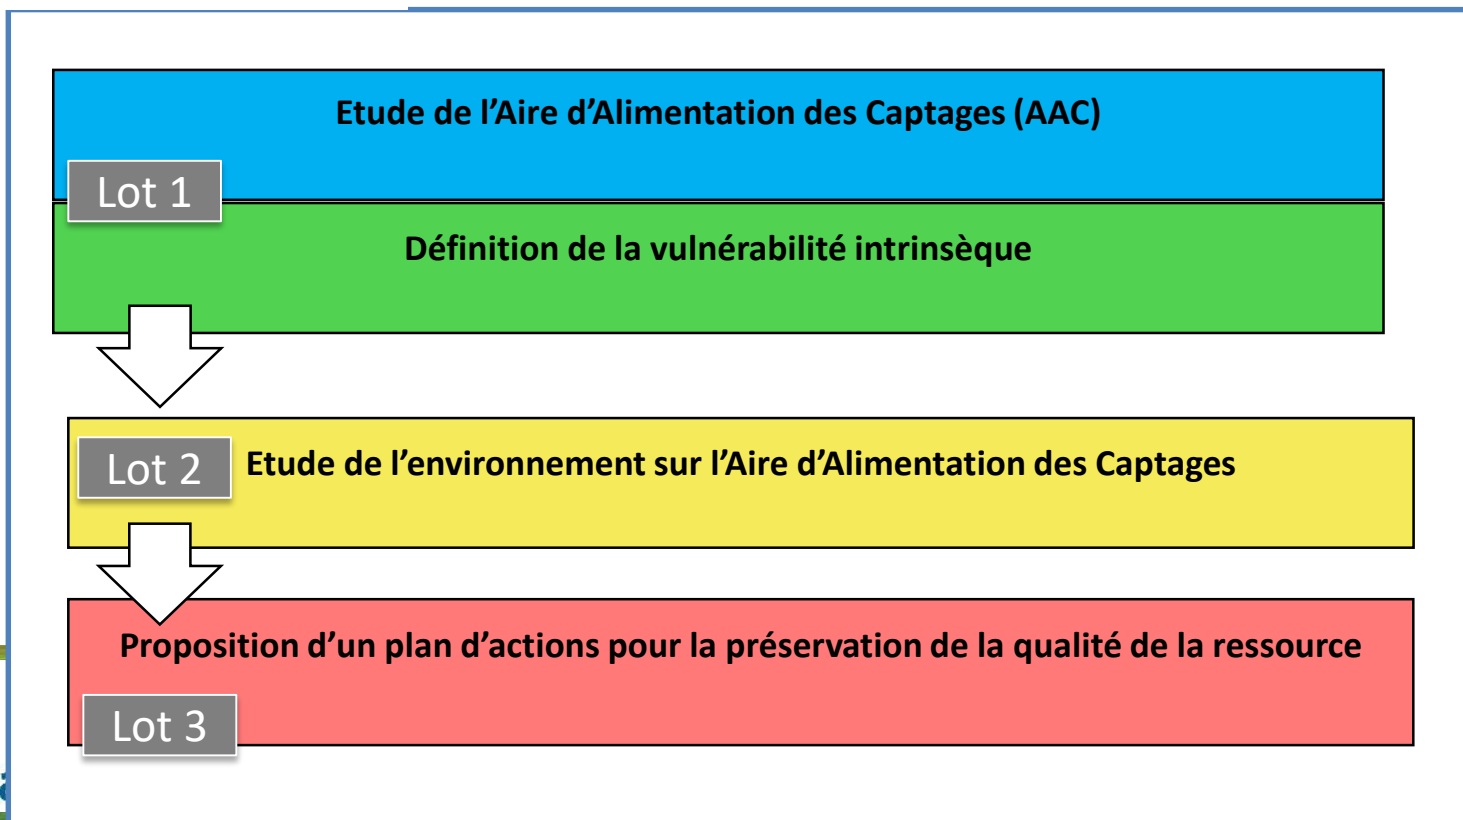 Etude de l'Aire d'Alimentation des Captages (AAC)
Lot 1
Définition de la vulnérabilité intrinsèque
Lot 2
Etude de l'environnement sur l'Aire d'Alimentation des Captages
Proposition d'un plan d'actions pour la préservation de la qualité de la ressource
Lot 3